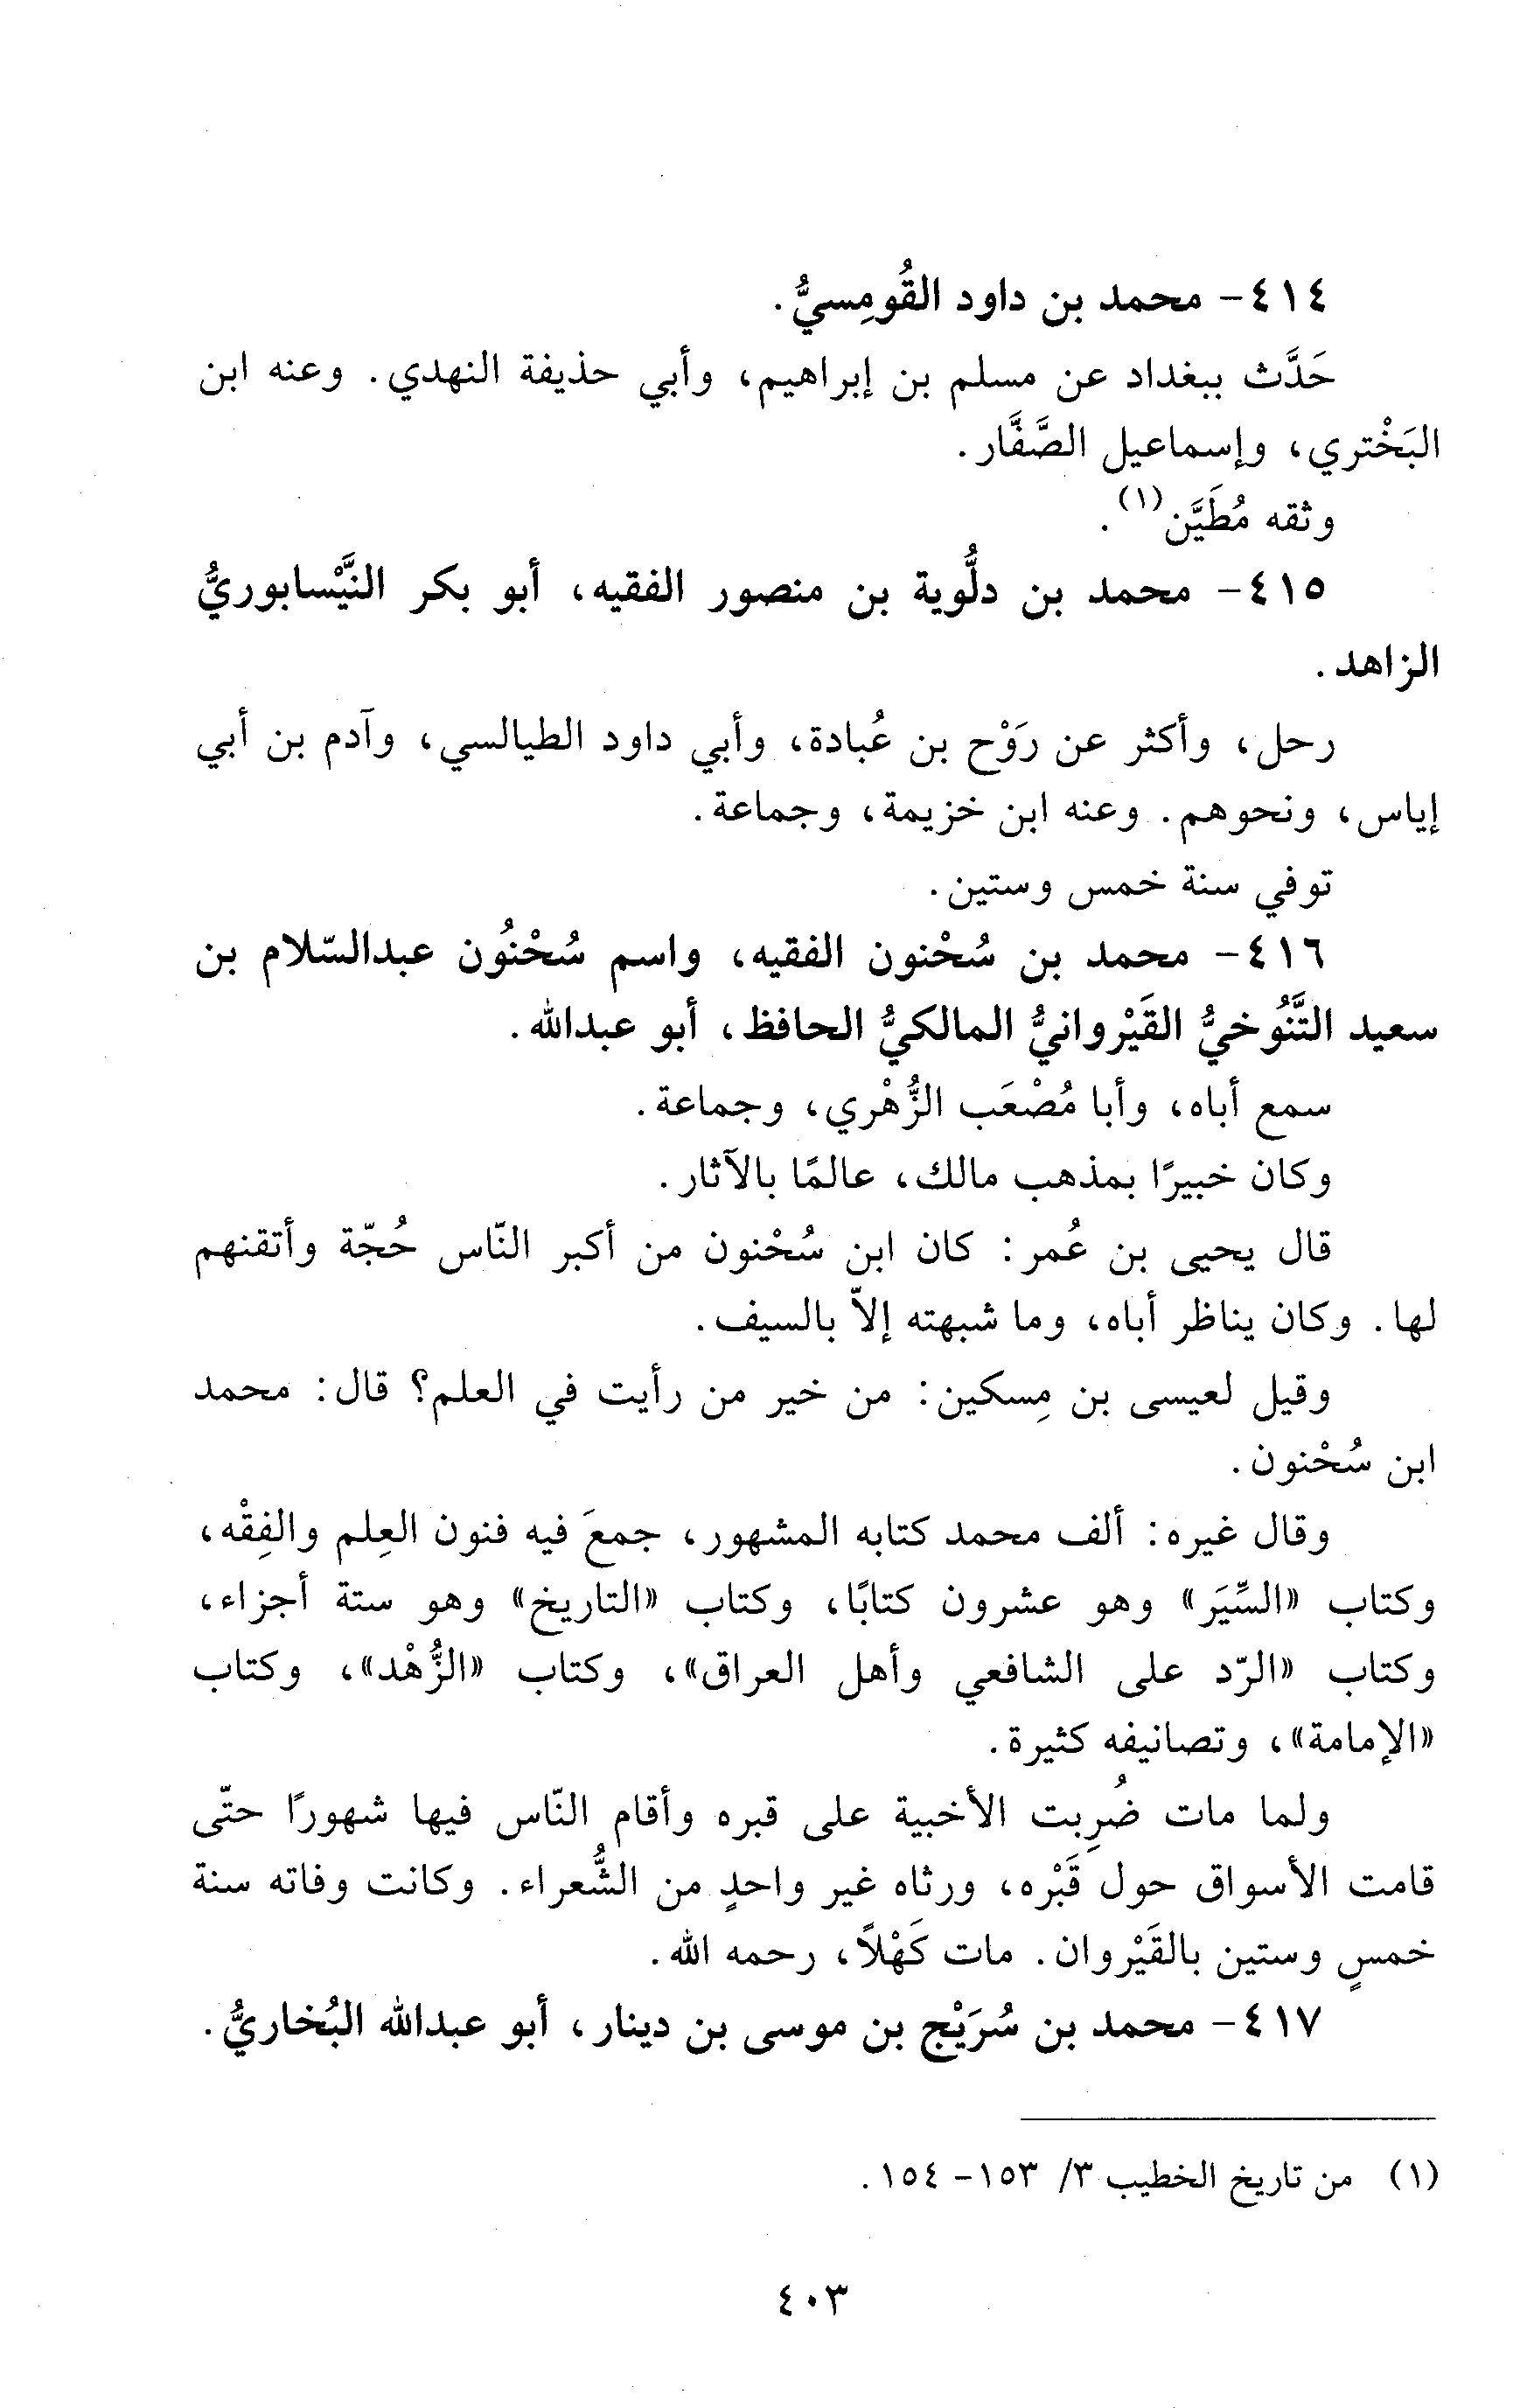 ٤١٤- محمد بن داود القُومِسيُّ.
حَدَّث ببغداد عن مسلم بن إبراهيم، وأبي حذيفة النهدي. وعنه ابن
البَخْتري، وإسماعيل الصَّفَّار.
وثقه مُطَيَّن(١).
٤١٥- محمد بن دلُّوية بن منصور الفقيه، أبو بكر النَّيْسابوريُّ
الزاهد.
رحل، وأكثر عن رَوْح بن عُبادة، وأبي داود الطيالسي، وآدم بن أبي
إياس، ونحوهم. وعنه ابن خزيمة، وجماعة.
توفي سنة خمس وستين.
٤١٦- محمد بن سُحْنون الفقيه، واسم سُحْنُون عبدالسّلام بن
سعيد التَّنُوخيُّ القَيْروانيُّ المالكيُّ الحافظ، أبو عبدالله.
سمع أباه، وأبا مُصْعَب الزُّهْري، وجماعة.
وكان خبيرًا بمذهب مالك، عالمًا بالآثار.
قال يحيى بن عُمر: كان ابن سُحْنون من أكبر النّاس حُجّة وأتقنهم
لها. وكان يناظر أباه، وما شبهته إلاّ بالسيف.
وقيل لعيسى بن مِسكين: من خير من رأيت في العلم؟ قال: محمد
ابن سُحْنون.
وقال غيره: ألف محمد كتابه المشهور، جمعَ فيه فنون العِلم والفِقْه،
وكتاب «السِّيَر» وهو عشرون كتابًا، وكتاب «التاريخ» وهو ستة أجزاء،
وكتاب «الرّد على الشافعي وأهل العراق»، وكتاب «الزُّهْد»، وكتاب
«الإمامة»، وتصانيفه كثيرة.
ولما مات ضُرِبت الأخبية على قبره وأقام النّاس فيها شهورًا حتّى
قامت الأسواق حول قَبْره، ورثاه غير واحدٍ من الشُّعراء. وكانت وفاته سنة
خمسٍ وستين بالقَيْروان. مات كَهْلاً، رحمه الله.
٤١٧- محمد بن سُرَيْج بن موسى بن دينار، أبو عبدالله البُخاريُّ.
(١) من تاريخ الخطيب ٣/ ١٥٣- ١٥٤.
٤٠٣